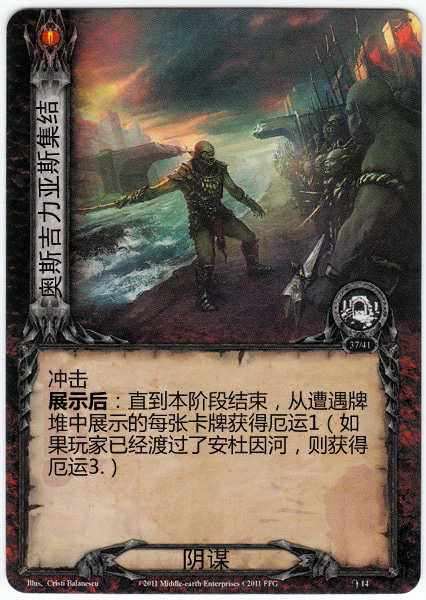 奥斯吉力亚斯集结
37/41
冲击
展示后：直到本阶段结束，从遭遇牌
堆中展示的每张卡牌获得厄运1（如
果玩家已经渡过了安杜因河，则获得
厄运3.）
阴谋
Illus. Cristi Balanescu
©2011 Middle-earth Enterprises ©2011 FFG
14